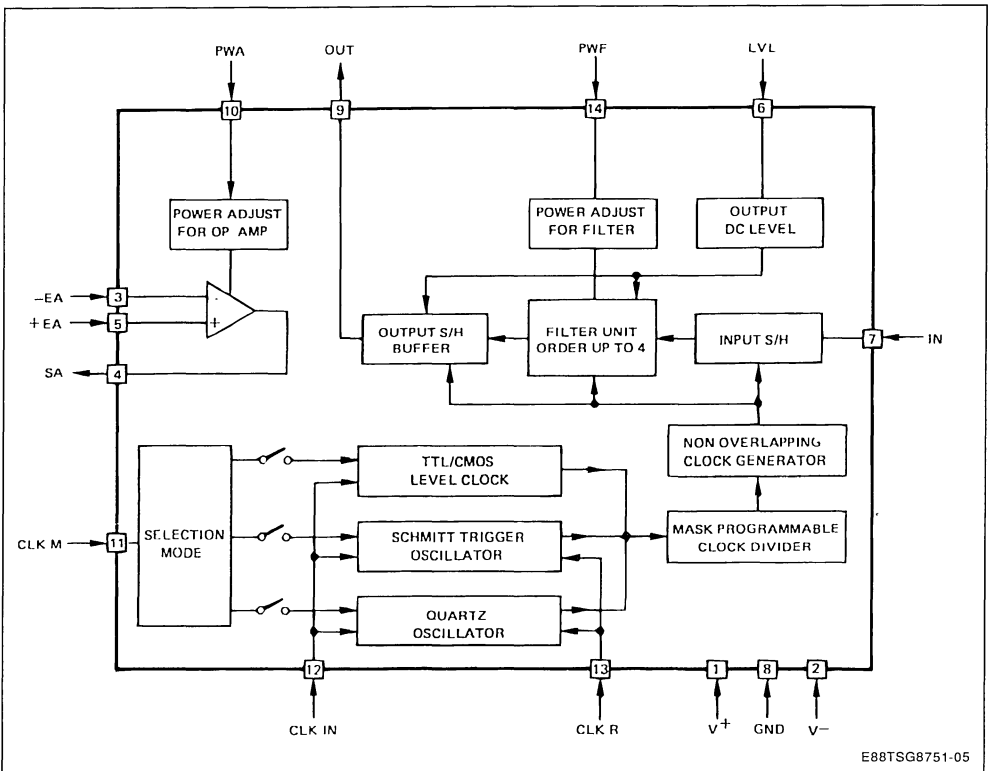 PWA OUT PWF LVL
10 9 14 6
POWER ADJUST
FOR OP AMP
POWER ADJUST
FOR FILTER
OUTPUT
DC LEVEL
-EA 3 -
+EA 5 +
SA 4
OUTPUT S/H
BUFFER
FILTER UNIT
ORDER UP TO 4
INPUT S/H
7 IN
NON OVERLAPPING
CLOCK GENERATOR
TTL/CMOS
LEVEL CLOCK
CLK M 11
SELECTION
MODE
SCHMITT TRIGGER
OSCILLATOR
MASK PROGRAMMABLE
CLOCK DIVIDER
QUARTZ
OSCILLATOR
12 13 1 8 2
CLK IN CLK R V+ GND V-
E88TSG8751-05